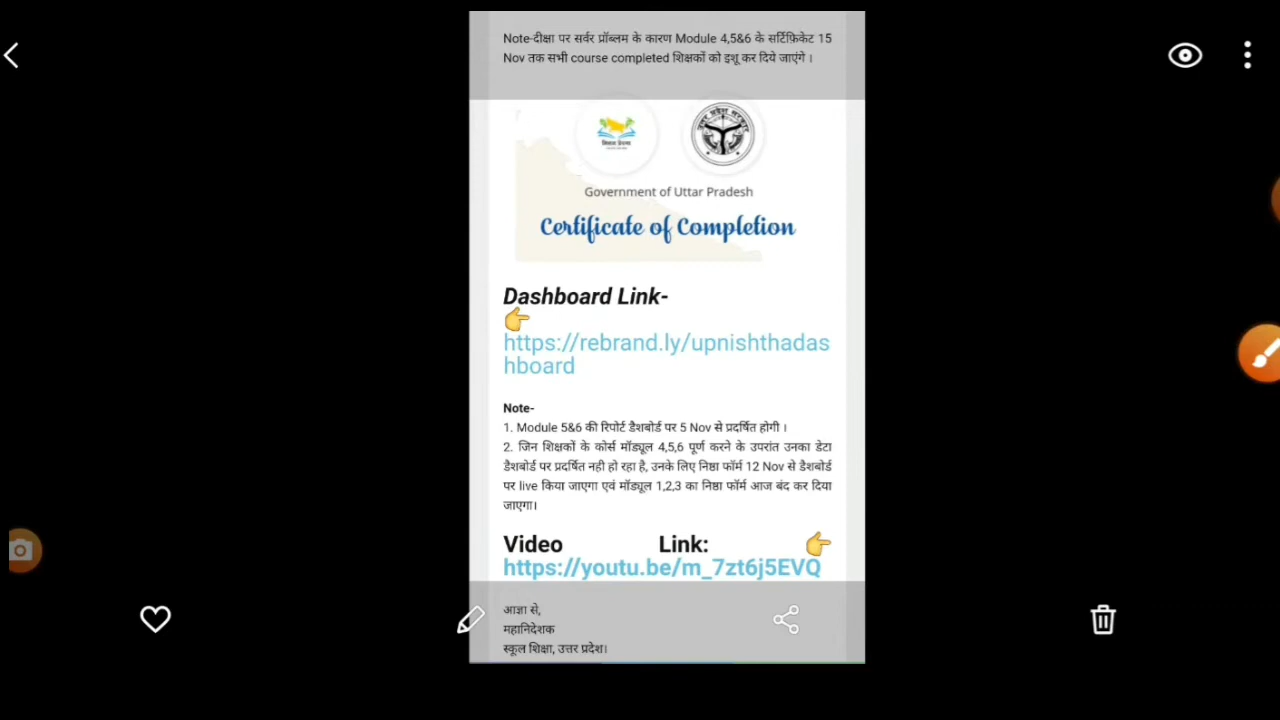 Note-दीक्षा पर सर्वर प्रॉब्लम के कारण Module 4,5&6 के सर्टिफ़िकेट 15
Nov तक सभी course completed शिक्षकों को इशू कर दिये जाएंगे ।
Government of Uttar Pradesh
Certificate of Completion
Dashboard Link-
👉
https://rebrand.ly/upnishthadas
hboard
Note-
1. Module 5&6 की रिपोर्ट डैशबोर्ड पर 5 Nov से प्रदर्षित होगी ।
2. जिन शिक्षकों के कोर्स मॉड्यूल 4,5,6 पूर्ण करने के उपरांत उनका डेटा
डैशबोर्ड पर प्रदर्षित नही हो रहा है, उनके लिए निष्ठा फॉर्म 12 Nov से डैशबोर्ड
पर live किया जाएगा एवं मॉड्यूल 1,2,3 का निष्ठा फॉर्म आज बंद कर दिया
जाएगा।
Video Link: 👉
https://youtu.be/m_7zt6j5EVQ
आज्ञा से,
महानिदेशक
स्कूल शिक्षा, उत्तर प्रदेश।